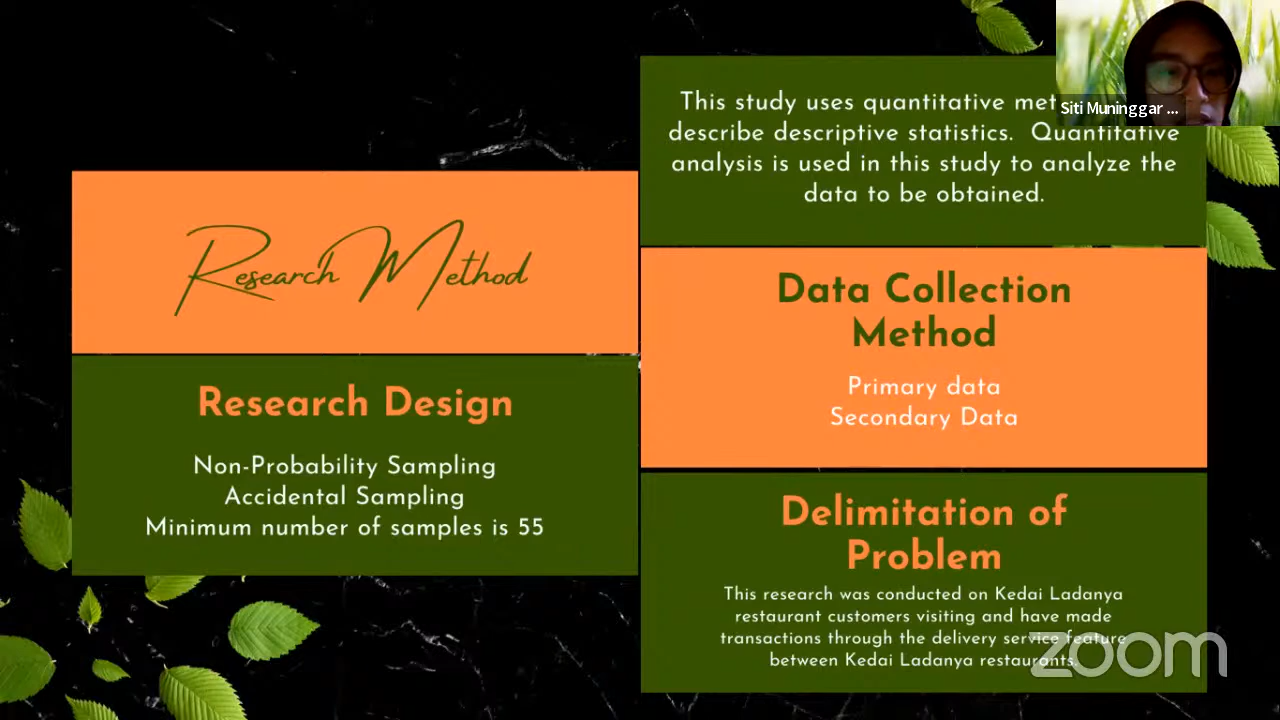 Research Method
Research Design
Non-Probability Sampling
Accidental Sampling
Minimum number of samples is 55
This study uses quantitative met
describe descriptive statistics. Quantitative
analysis is used in this study to analyze the
data to be obtained.
Data Collection
Method
Primary data
Secondary Data
Delimitation of
Problem
This research was conducted on Kedai Ladanya
restaurant customers visiting and have made
transactions through the delivery service feature
between Kedai Ladanya restaurants.
Siti Muninggar ...
zoom